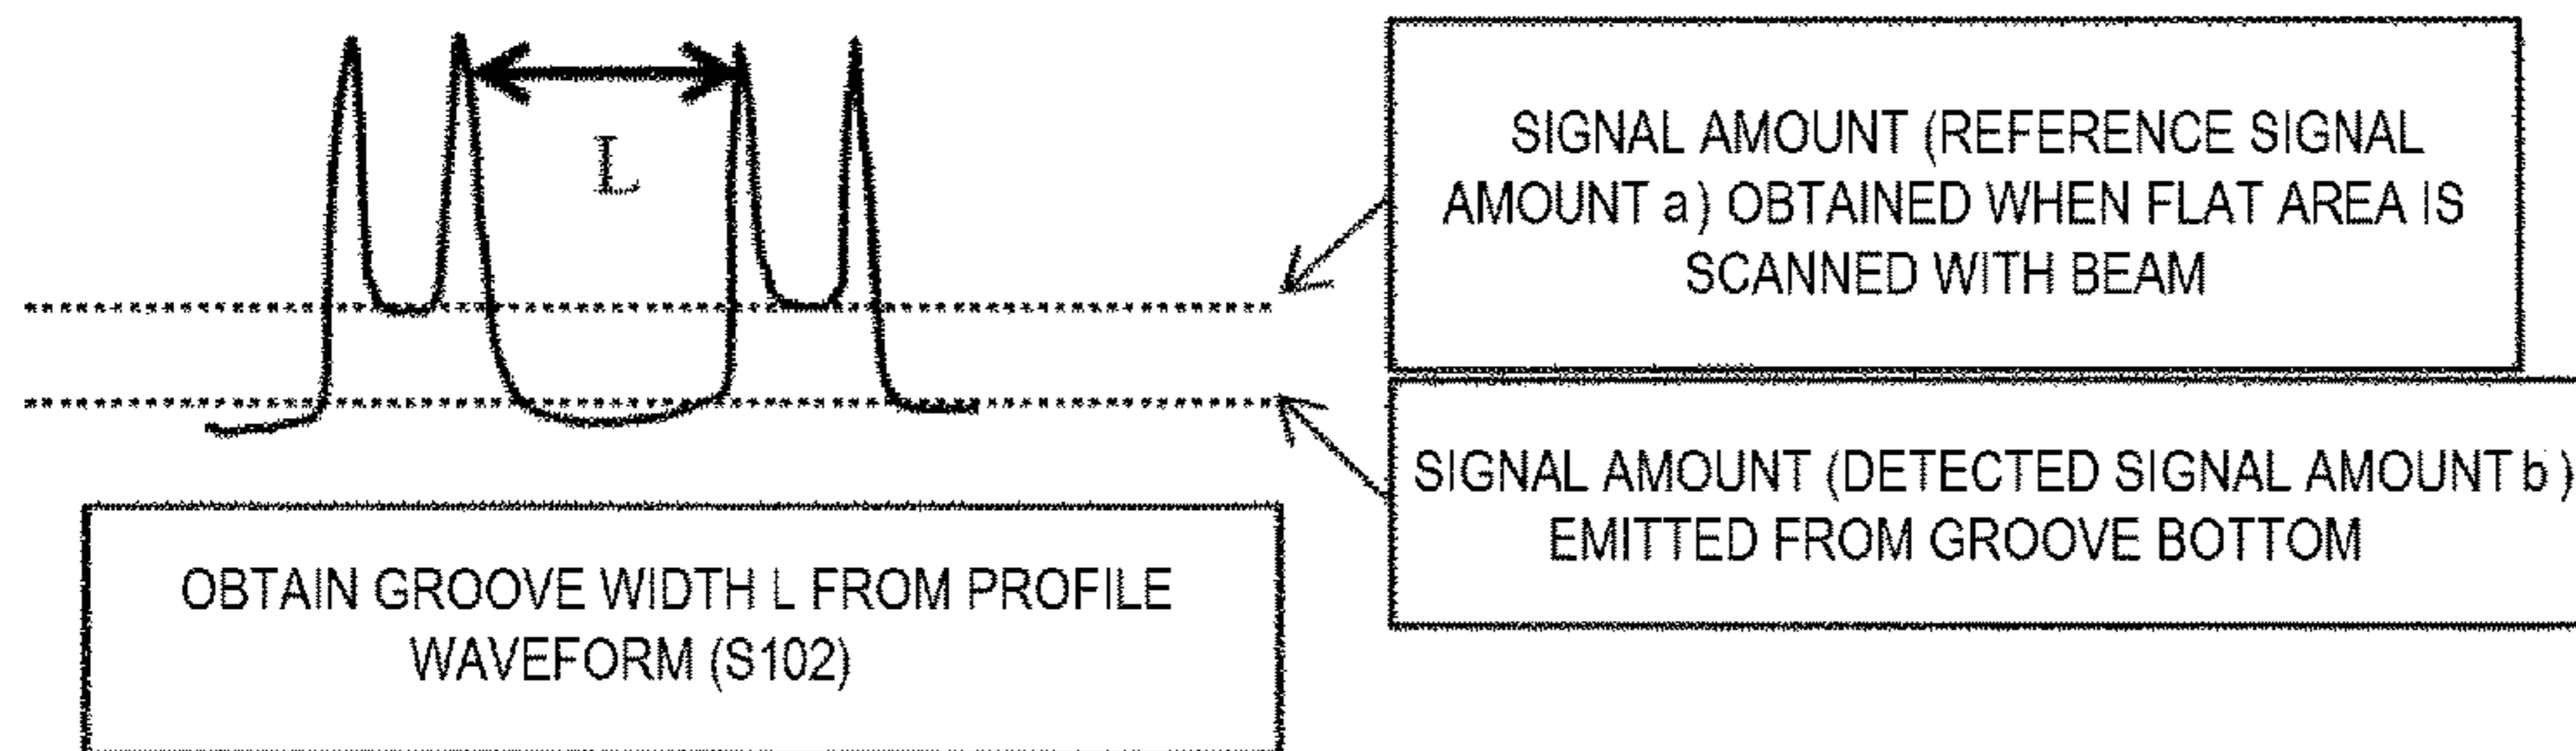 L
SIGNAL AMOUNT (REFERENCE SIGNAL
AMOUNT a) OBTAINED WHEN FLAT AREA IS
SCANNED WITH BEAM
SIGNAL AMOUNT (DETECTED SIGNAL AMOUNT b)
EMITTED FROM GROOVE BOTTOM
OBTAIN GROOVE WIDTH L FROM PROFILE
WAVEFORM (S102)